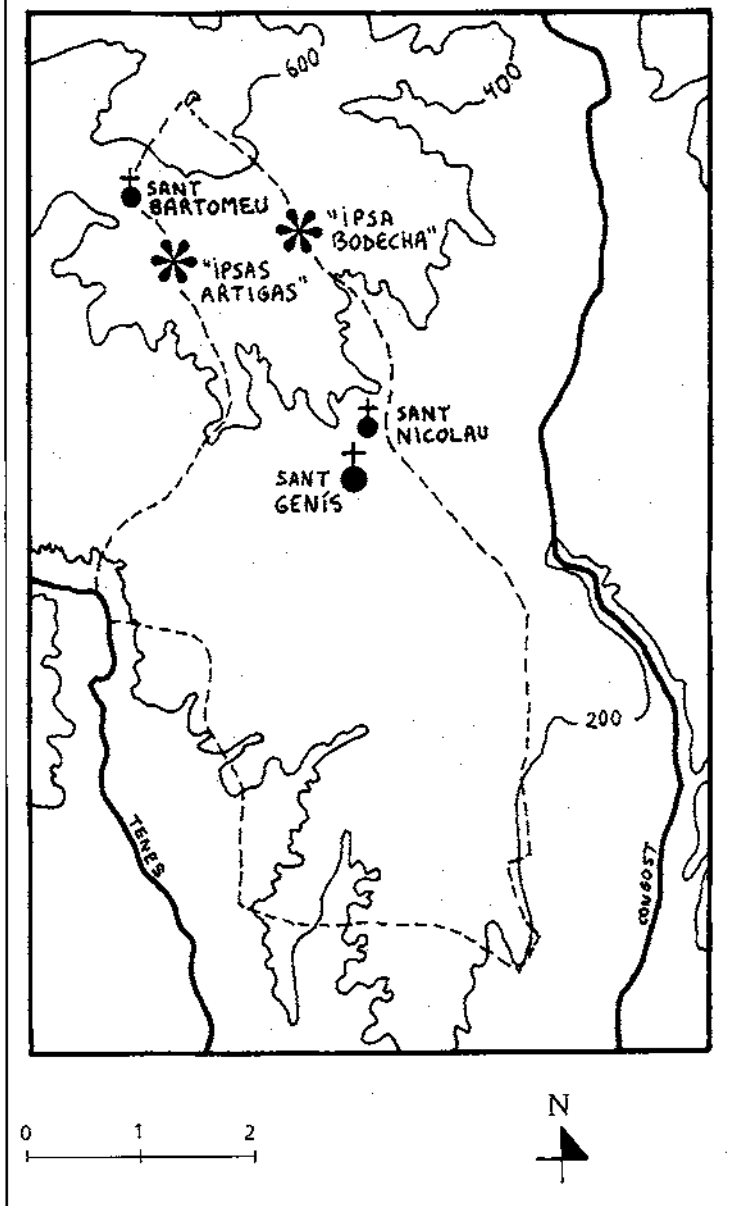 600
400
SANT
BARTOMEU
"IPSA
BODECHA"
"IPSAS
ARTIGAS"
SANT
NICOLAU
SANT
GENÍS
200
TENES
CONGOST
N
0 1 2